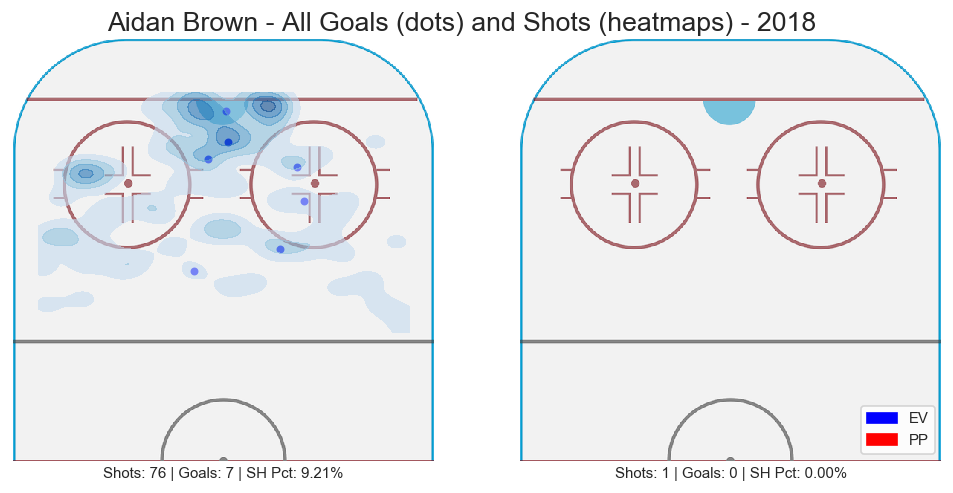 Aidan Brown - All Goals (dots) and Shots (heatmaps) - 2018
EV
PP
Shots: 76 | Goals: 7 | SH Pct: 9.21%
Shots: 1 | Goals: 0 | SH Pct: 0.00%